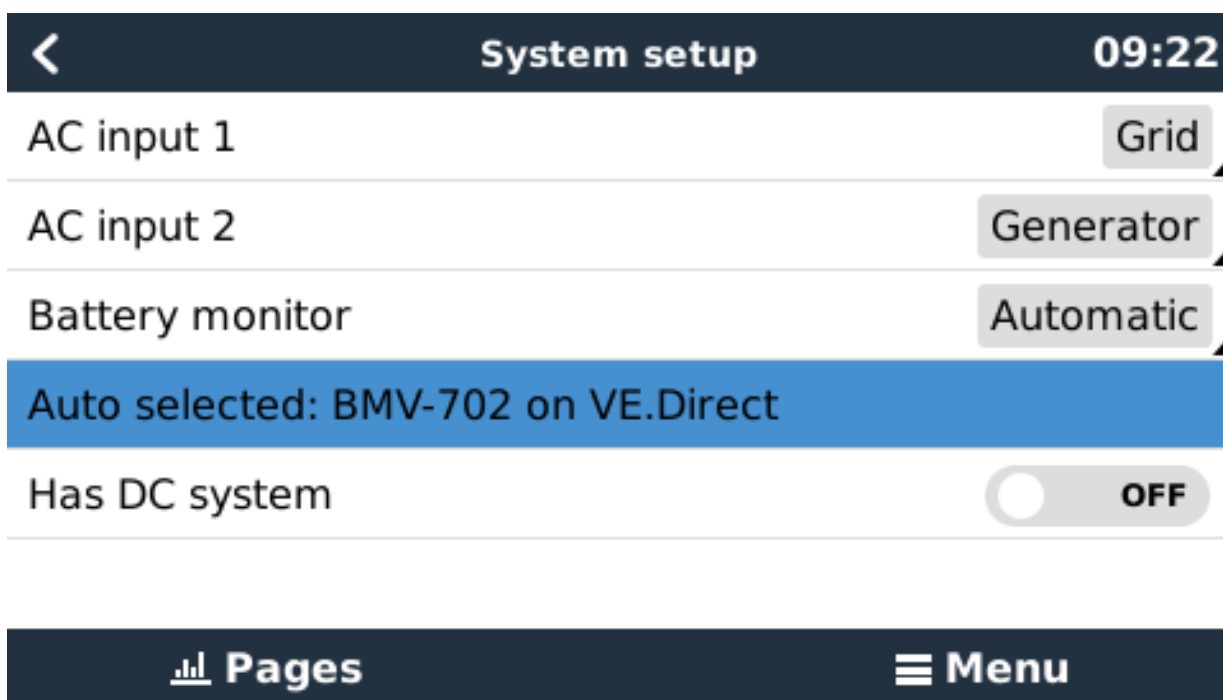 System setup 09:22
AC input 1 Grid
AC input 2 Generator
Battery monitor Automatic
Auto selected: BMV-702 on VE.Direct
Has DC system OFF
Pages Menu